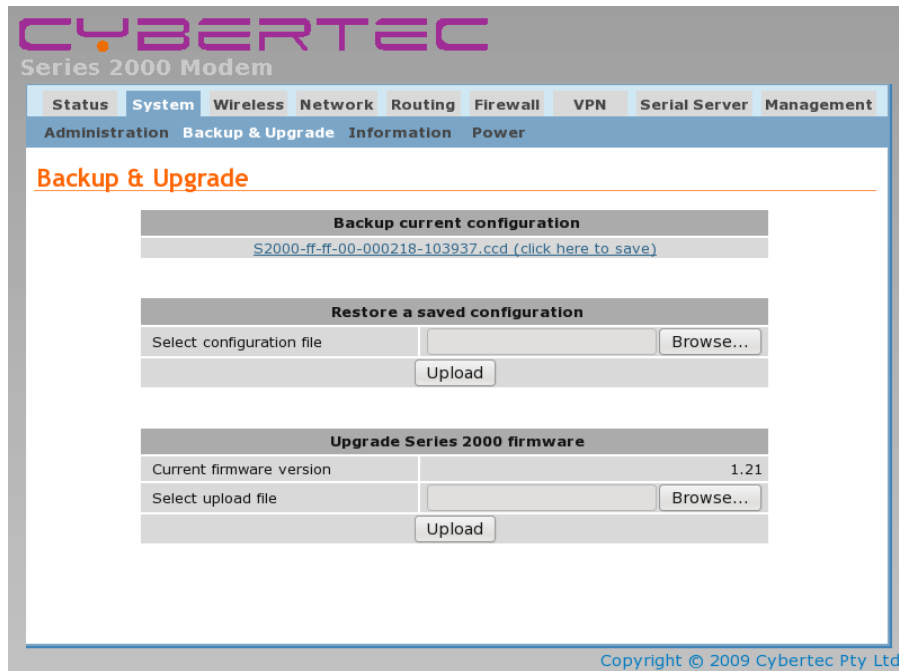 CYBERTEC
Series 2000 Modem
Status System Wireless Network Routing Firewall VPN Serial Server Management
Administration Backup & Upgrade Information Power
Backup & Upgrade
Backup current configuration
S2000-ff-ff-00-000218-103937.ccd (click here to save)
Restore a saved configuration
Select configuration file Browse...
Upload
Upgrade Series 2000 firmware
Current firmware version 1.21
Select upload file Browse...
Upload
Copyright © 2009 Cybertec Pty Ltd